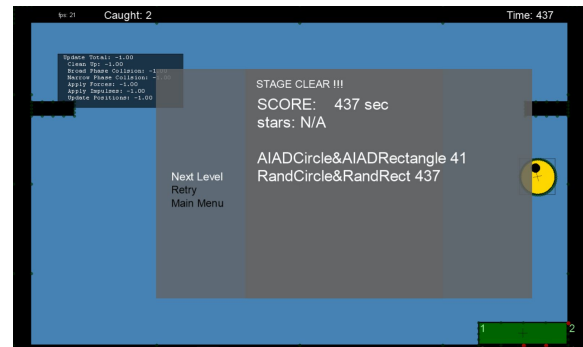 fps: 21 Caught: 2 Time: 437
Update Total: -1.00
Clean Up: -1.00
Broad Phase Collsion: -1.00
Narrow Phase Collsion: -1.00
Apply Forces: -1.00
Apply Impulses: -1.00
Update Positions: -1.00
STAGE CLEAR !!!
SCORE: 437 sec
stars: N/A
AIADCircle&AIADRectangle 41
RandCircle&RandRect 437
Next Level
Retry
Main Menu
1 2